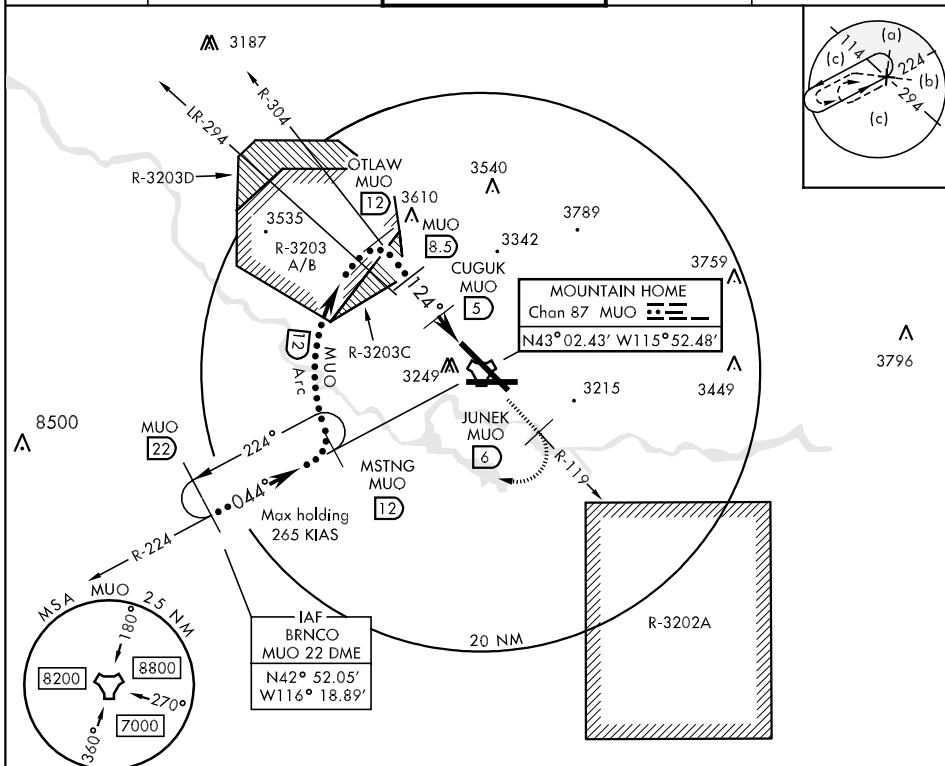 3187
(a)
(c)
114
224
(b)
294
(c)
R-304
LR-294
R-3203D
OTLAW
MUO
12
3540
3610
3789
3535
R-3203
A/B
MUO
8.5
3342
CUGUK
MUO
5
3759
124°
MOUNTAIN HOME
Chan 87 MUO
N43° 02.43' W115° 52.48'
R-3203C
12
MUO
Arc
3249
3796
3215
3449
8500
MUO
22
224°
JUNEK
MUO
6
R-119
MSTNG
MUO
12
044°
Max holding
265 KIAS
R-224
MSA MUO 25 NM
180°
8200
8800
270°
7000
360°
IAF
BRNCO
MUO 22 DME
N42° 52.05'
W116° 18.89'
20 NM
R-3202A